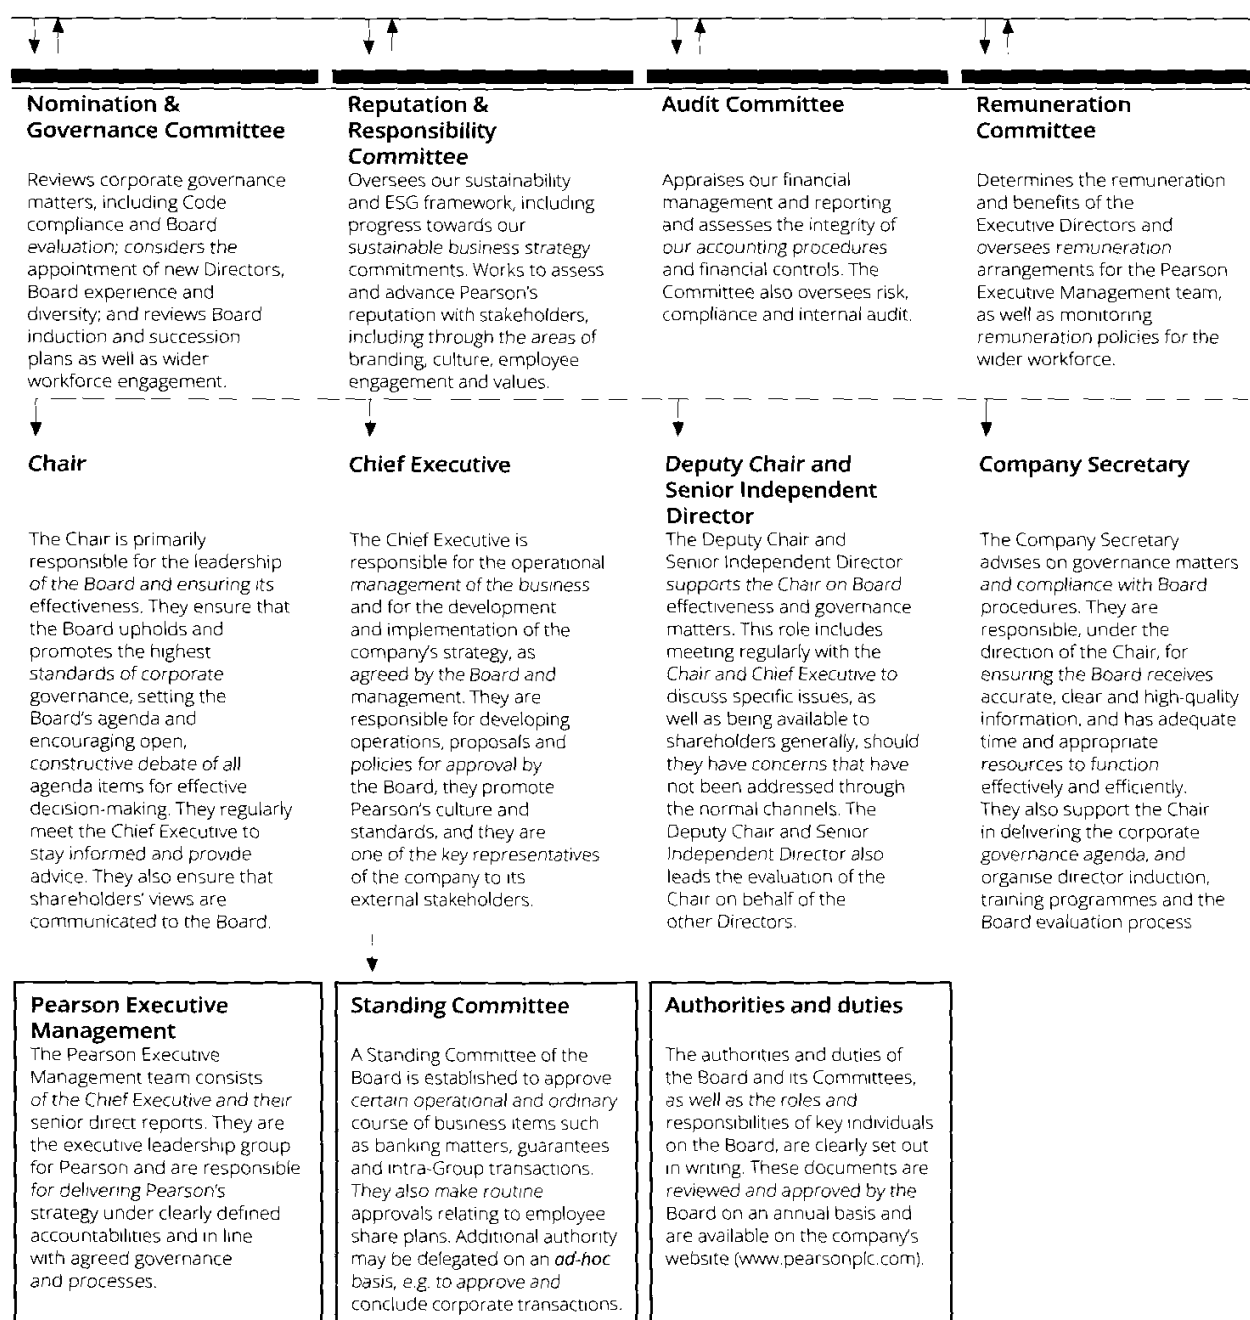 Nomination &
Governance Committee
Reviews corporate governance
matters, including Code
compliance and Board
evaluation; considers the
appointment of new Directors,
Board experience and
diversity; and reviews Board
induction and succession
plans as well as wider
workforce engagement.
Reputation &
Responsibility
Committee
Oversees our sustainability
and ESG framework, including
progress towards our
sustainable business strategy
commitments. Works to assess
and advance Pearson's
reputation with stakeholders,
including through the areas of
branding, culture, employee
engagement and values.
Audit Committee
Appraises our financial
management and reporting
and assesses the integrity of
our accounting procedures
and financial controls. The
Committee also oversees risk,
compliance and internal audit.
Remuneration
Committee
Determines the remuneration
and benefits of the
Executive Directors and
oversees remuneration
arrangements for the Pearson
Executive Management team,
as well as monitoring
remuneration policies for the
wider workforce.
Chair
The Chair is primarily
responsible for the leadership
of the Board and ensuring its
effectiveness. They ensure that
the Board upholds and
promotes the highest
standards of corporate
governance, setting the
Board's agenda and
encouraging open,
constructive debate of all
agenda items for effective
decision-making. They regularly
meet the Chief Executive to
stay informed and provide
advice. They also ensure that
shareholders' views are
communicated to the Board.
Chief Executive
The Chief Executive is
responsible for the operational
management of the business
and for the development
and implementation of the
company's strategy, as
agreed by the Board and
management. They are
responsible for developing
operations, proposals and
policies for approval by
the Board, they promote
Pearson's culture and
standards, and they are
one of the key representatives
of the company to its
external stakeholders.
Deputy Chair and
Senior Independent
Director
The Deputy Chair and
Senior Independent Director
supports the Chair on Board
effectiveness and governance
matters. This role includes
meeting regularly with the
Chair and Chief Executive to
discuss specific issues, as
well as being available to
shareholders generally, should
they have concerns that have
not been addressed through
the normal channels. The
Deputy Chair and Senior
Independent Director also
leads the evaluation of the
Chair on behalf of the
other Directors.
Company Secretary
The Company Secretary
advises on governance matters
and compliance with Board
procedures. They are
responsible, under the
direction of the Chair, for
ensuring the Board receives
accurate, clear and high-quality
information, and has adequate
time and appropriate
resources to function
effectively and efficiently.
They also support the Chair
in delivering the corporate
governance agenda, and
organise director induction,
training programmes and the
Board evaluation process
Pearson Executive
Management
The Pearson Executive
Management team consists
of the Chief Executive and their
senior direct reports. They are
the executive leadership group
for Pearson and are responsible
for delivering Pearson's
strategy under clearly defined
accountabilities and in line
with agreed governance
and processes.
Standing Committee
A Standing Committee of the
Board is established to approve
certain operational and ordinary
course of business items such
as banking matters, guarantees
and intra-Group transactions.
They also make routine
approvals relating to employee
share plans. Additional authority
may be delegated on an ad-hoc
basis, e.g. to approve and
conclude corporate transactions.
Authorities and duties
The authorities and duties of
the Board and its Committees,
as well as the roles and
responsibilities of key individuals
on the Board, are clearly set out
in writing. These documents are
reviewed and approved by the
Board on an annual basis and
are available on the company's
website (www.pearsonplc.com).